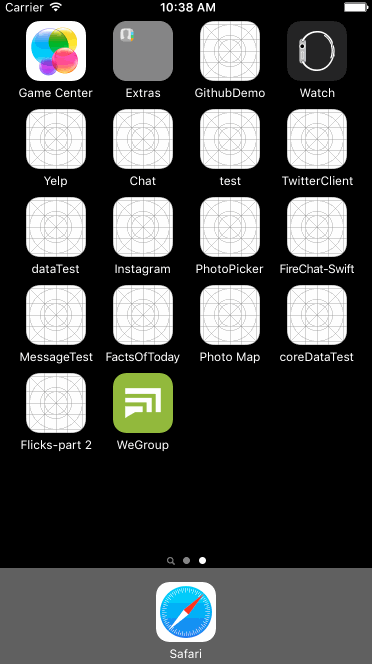 Carrier 10:38 AM
Game Center Extras GithubDemo Watch
Yelp Chat test TwitterClient
dataTest Instagram PhotoPicker FireChat-Swift
MessageTest FactsOfToday Photo Map coreDataTest
Flicks-part 2 WeGroup
Safari